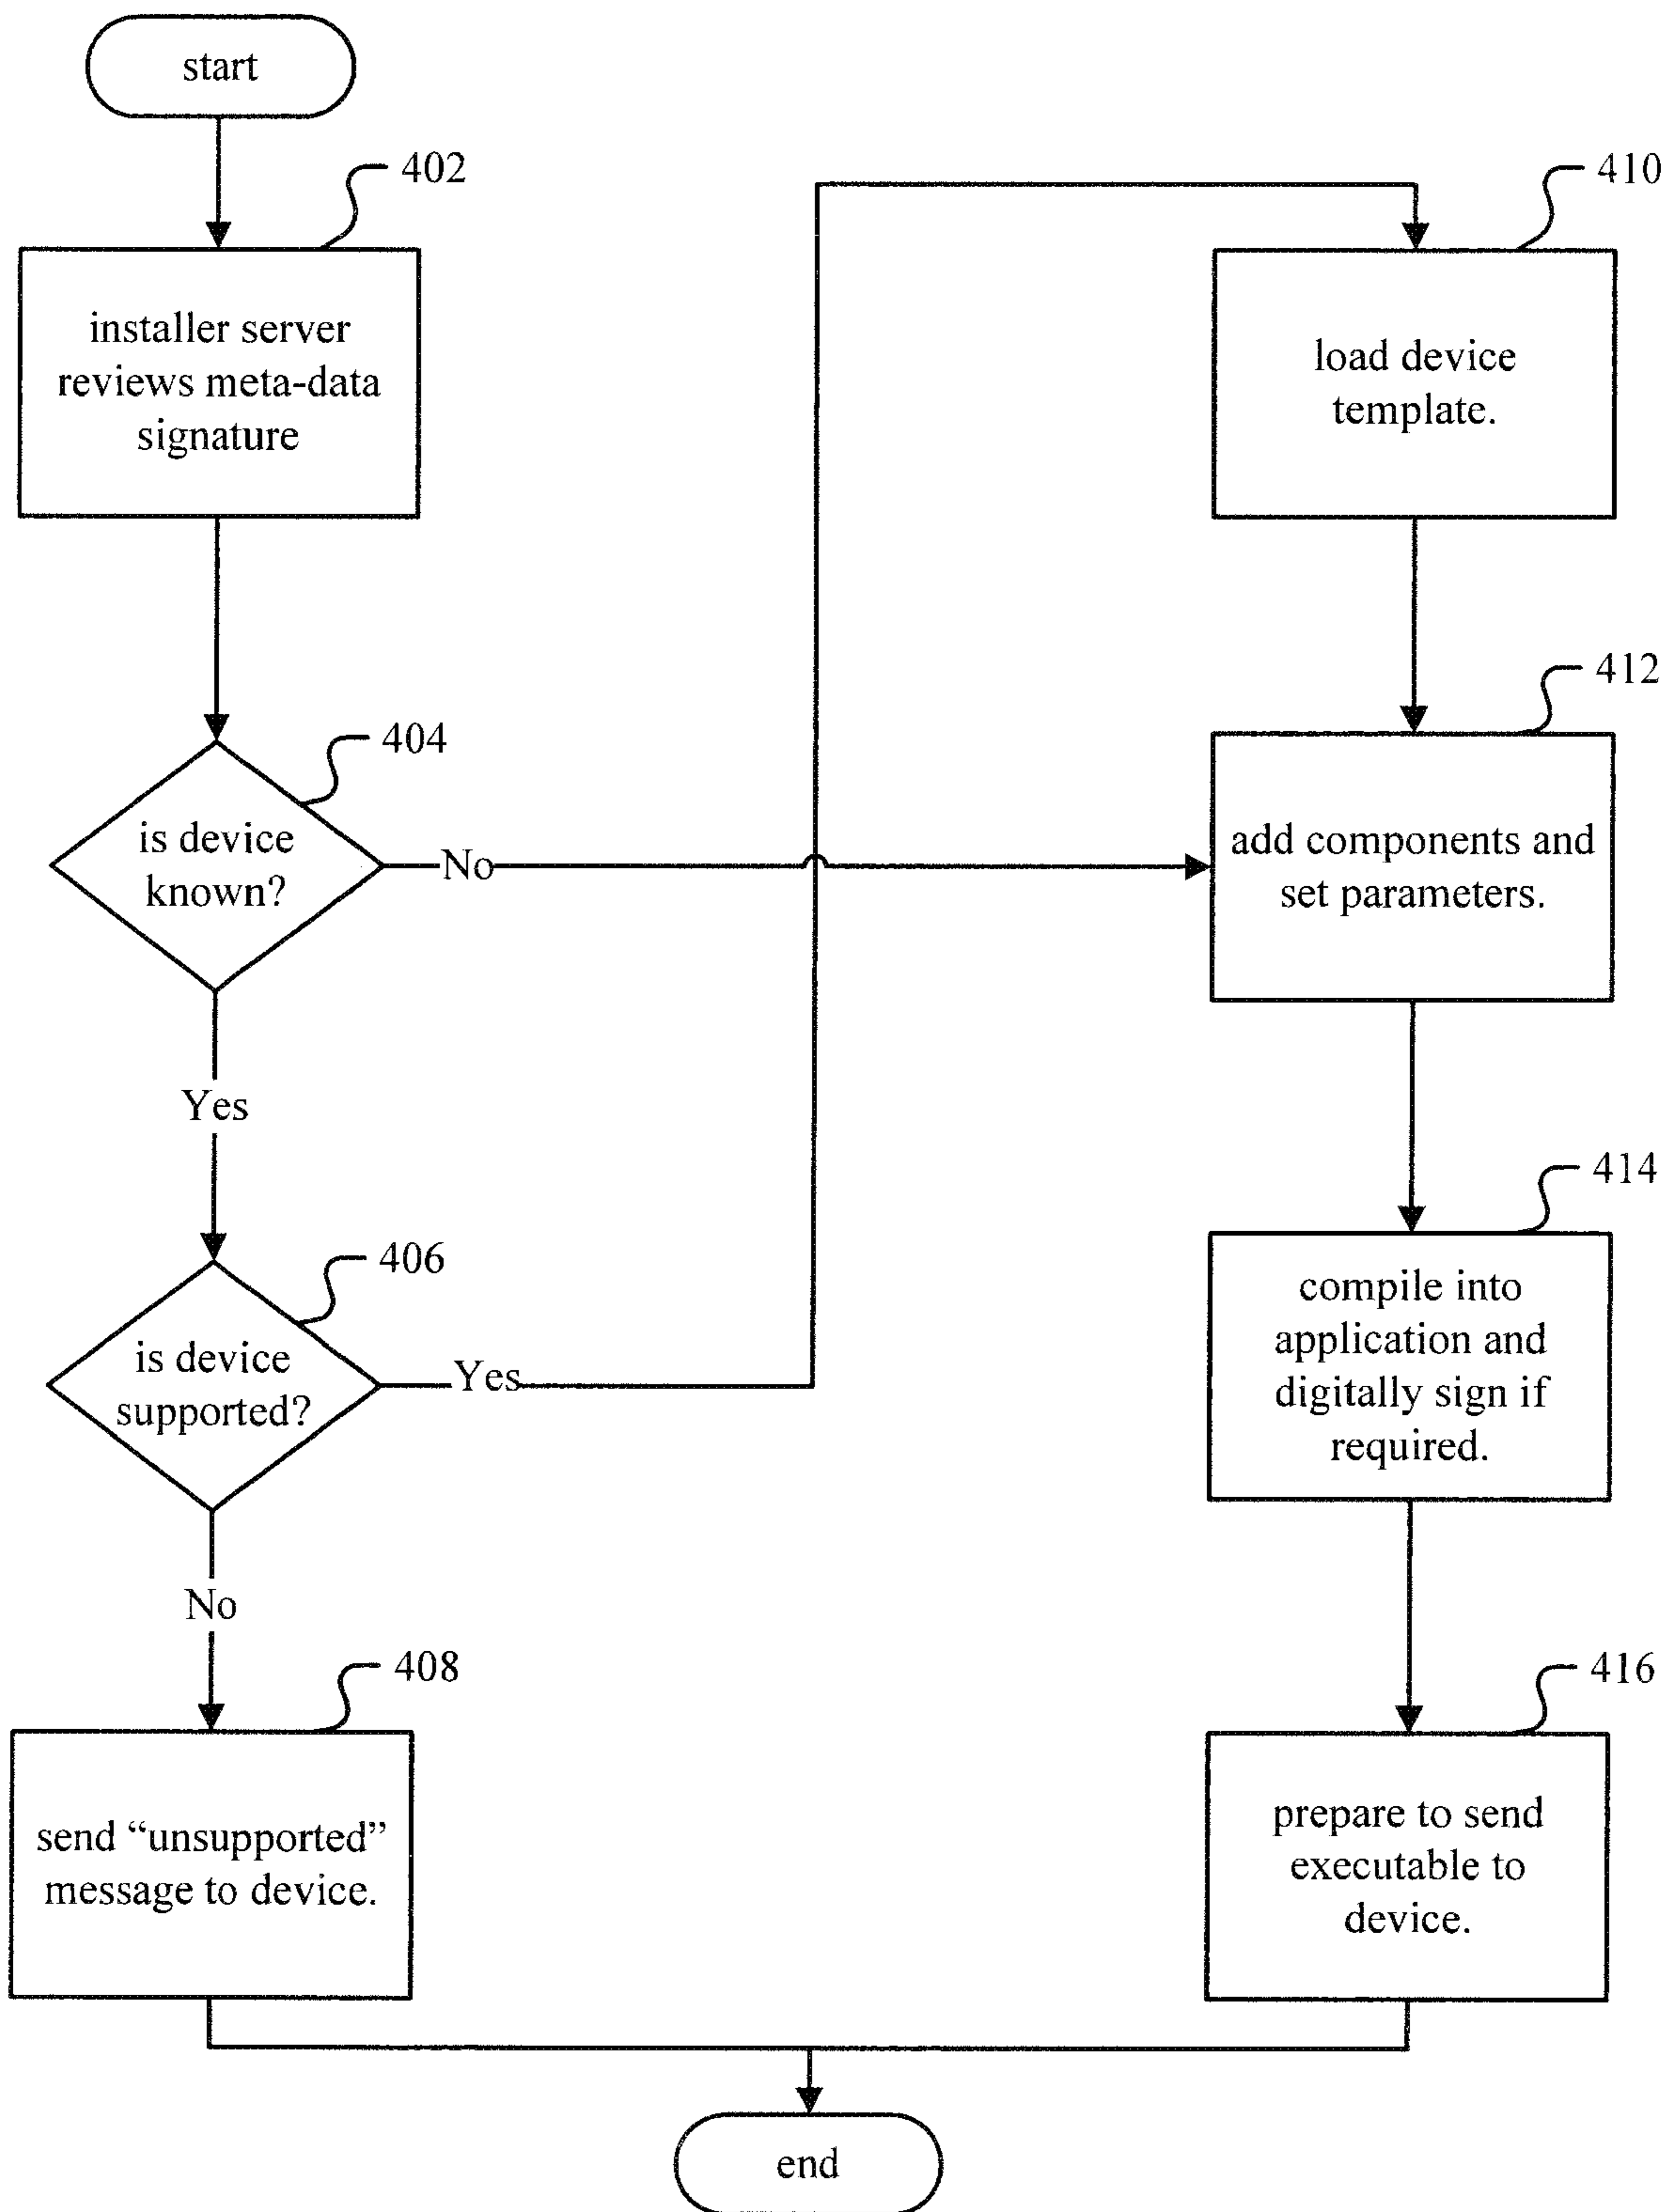 start
402
installer server
reviews meta-data
signature
404
is device
known?
No
Yes
406
is device
supported?
Yes
No
408
send “unsupported”
message to device.
410
load device
template.
412
add components and
set parameters.
414
compile into
application and
digitally sign if
required.
416
prepare to send
executable to
device.
end